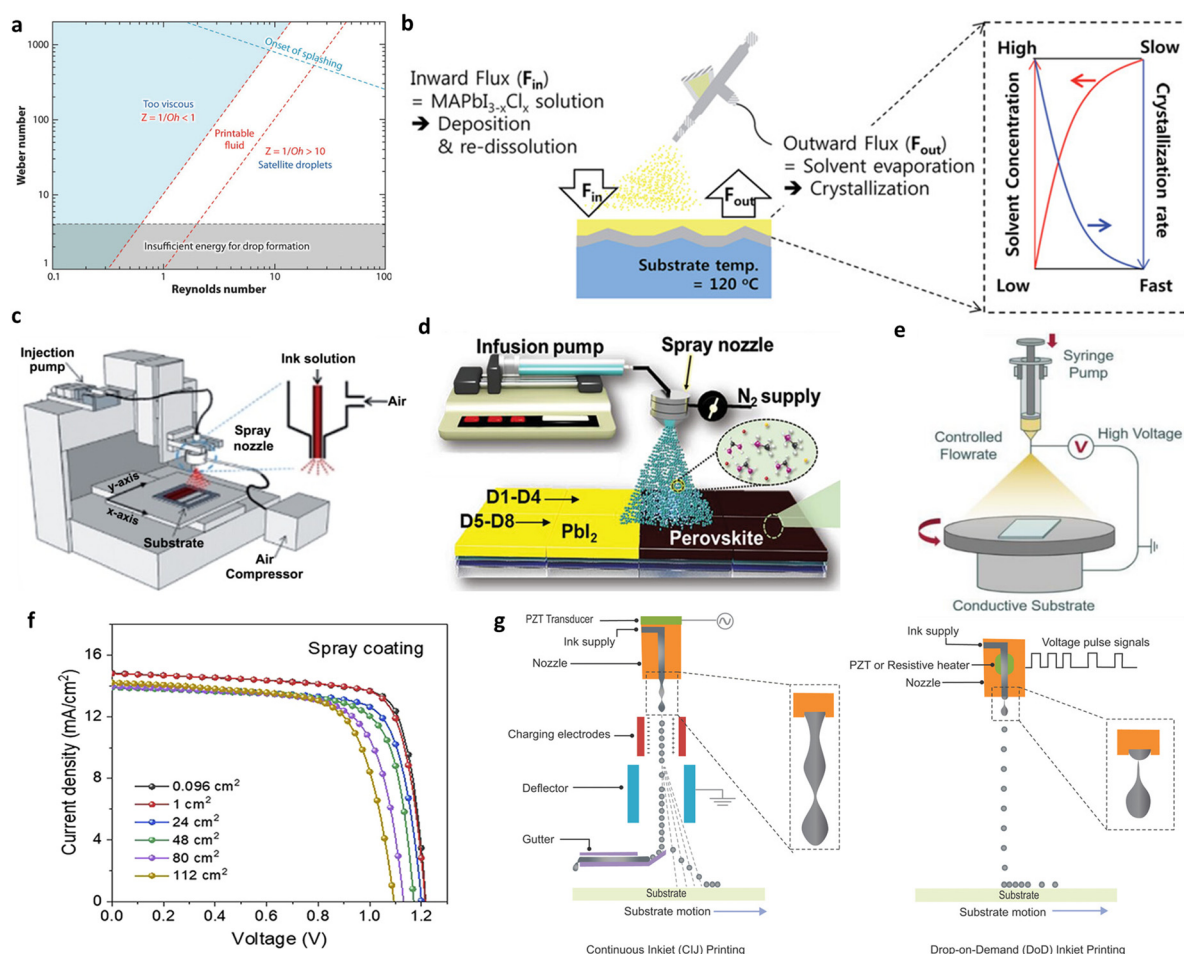 a
1000
100
10
1
0.1
1
10
100
Weber number
Reynolds number
Onset of splashing
Too viscous
Z = 1/Oh < 1
Printable
fluid
Z = 1/Oh > 10
Satellite droplets
Insufficient energy for drop formation
b
Inward Flux (F_in)
= MAPbI_3-xCl_x solution
➔ Deposition
& re-dissolution
F_in
F_out
Outward Flux (F_out)
= Solvent evaporation
➔ Crystallization
Substrate temp.
= 120 °C
High
Slow
Solvent Concentration
Crystallization rate
Low
Fast
c
Injection
pump
Ink solution
Air
Spray
nozzle
y-axis
x-axis
Substrate
Air
Compressor
d
Infusion pump
Spray nozzle
N₂ supply
D1-D4
D5-D8
PbI₂
Perovskite
e
Syringe
Pump
Controlled
Flowrate
V
High Voltage
Conductive Substrate
f
Spray coating
Current density (mA/cm²)
16
12
8
4
0
0.096 cm²
1 cm²
24 cm²
48 cm²
80 cm²
112 cm²
0.0
0.2
0.4
0.6
0.8
1.0
1.2
Voltage (V)
g
PZT Transducer
Ink supply
Nozzle
Charging electrodes
Deflector
Gutter
Substrate
Substrate motion
Continuous Inkjet (CIJ) Printing
Ink supply
PZT or Resistive heater
Nozzle
Voltage pulse signals
Substrate
Substrate motion
Drop-on-Demand (DoD) Inkjet Printing